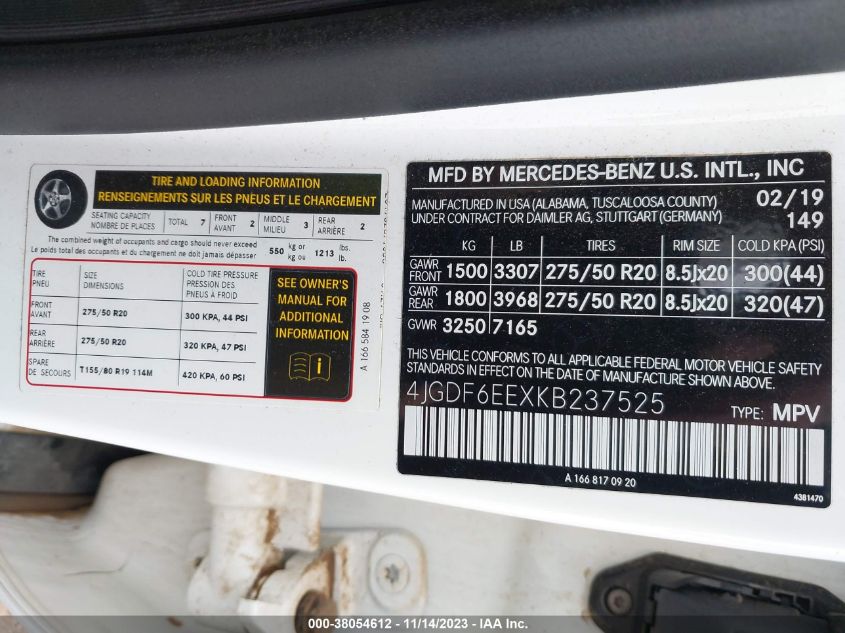 TIRE AND LOADING INFORMATION
RENSEIGNEMENTS SUR LES PNEUS ET LE CHARGEMENT
SEATING CAPACITY
NOMBRE DE PLACES
TOTAL 7
FRONT
AVANT 2
MIDDLE
MILIEU 3
REAR
ARRIÈRE 2
The combined weight of occupants and cargo should never exceed
Le poids total des occupants et du chargement ne doit jamais dépasser
550 kg or
kg ou
1213 lbs.
lb.
TIRE
PNEU
SIZE
DIMENSIONS
COLD TIRE PRESSURE
PRESSION DES
PNEUS A FROID
FRONT
AVANT
275/50 R20
300 KPA, 44 PSI
REAR
ARRIÈRE
275/50 R20
320 KPA, 47 PSI
SPARE
DE SECOURS
T155/80 R19 114M
420 KPA, 60 PSI
SEE OWNER'S
MANUAL FOR
ADDITIONAL
INFORMATION
A 166 584 19 08
MFD BY MERCEDES-BENZ U.S. INTL., INC
MANUFACTURED IN USA (ALABAMA, TUSCALOOSA COUNTY) 02/19
UNDER CONTRACT FOR DAIMLER AG, STUTTGART (GERMANY) 149
KG LB TIRES RIM SIZE COLD KPA (PSI)
GAWR
FRONT 1500 3307 275/50 R20 8.5Jx20 300(44)
GAWR
REAR 1800 3968 275/50 R20 8.5Jx20 320(47)
GVWR 3250 7165
THIS VEHICLE CONFORMS TO ALL APPLICABLE FEDERAL MOTOR VEHICLE SAFETY
STANDARDS IN EFFECT ON THE DATE OF MANUFACTURE SHOWN ABOVE.
4JGDF6EEXKB237525
TYPE: MPV
A 166 817 09 20
4381470
000-38054612 - 11/14/2023 - IAA Inc.